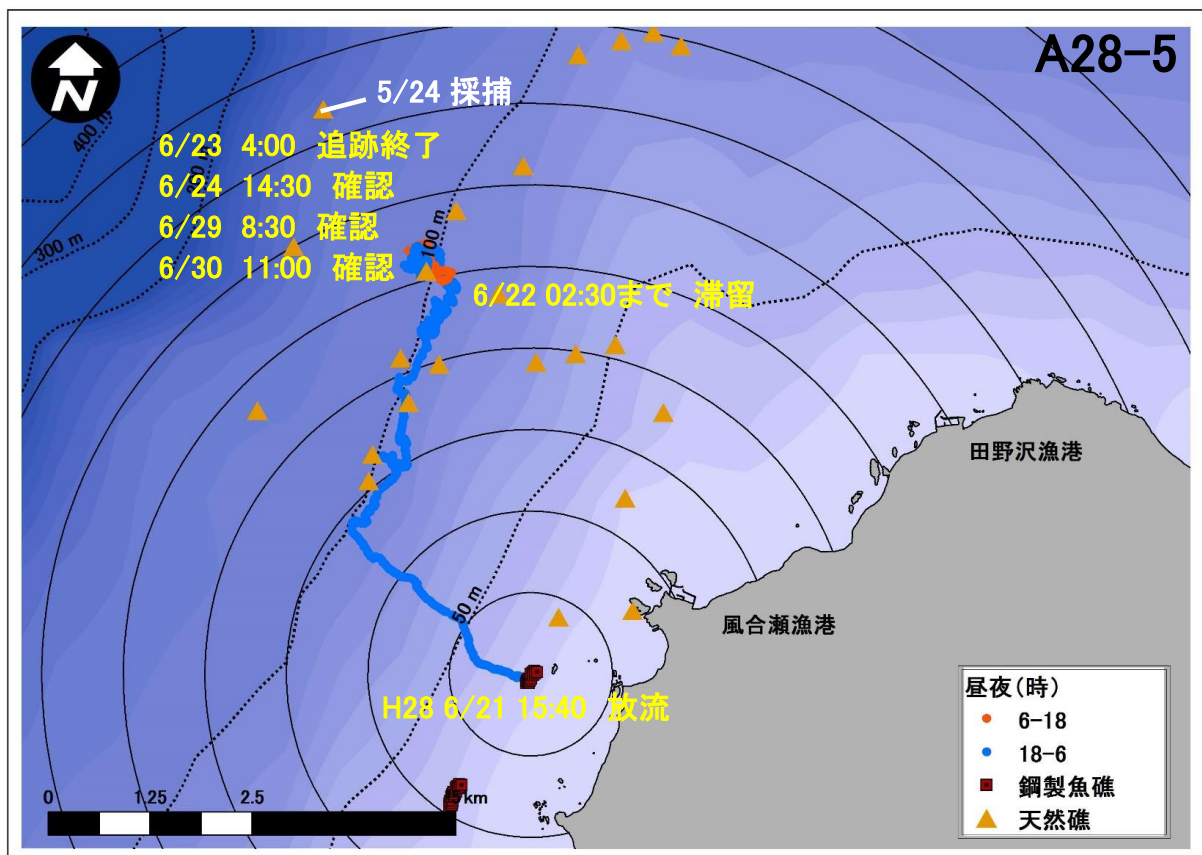 A28-5
N
5/24 採捕
400 m
6/23 4:00 追跡終了
6/24 14:30 確認
6/29 8:30 確認
6/30 11:00 確認
300 m
100 m
6/22 02:30まで 滞留
田野沢漁港
50 m
風合瀬漁港
H28 6/21 15:40 放流
昼夜(時)
6-18
18-6
鋼製魚礁
天然礁
0 1.25 2.5 5 km